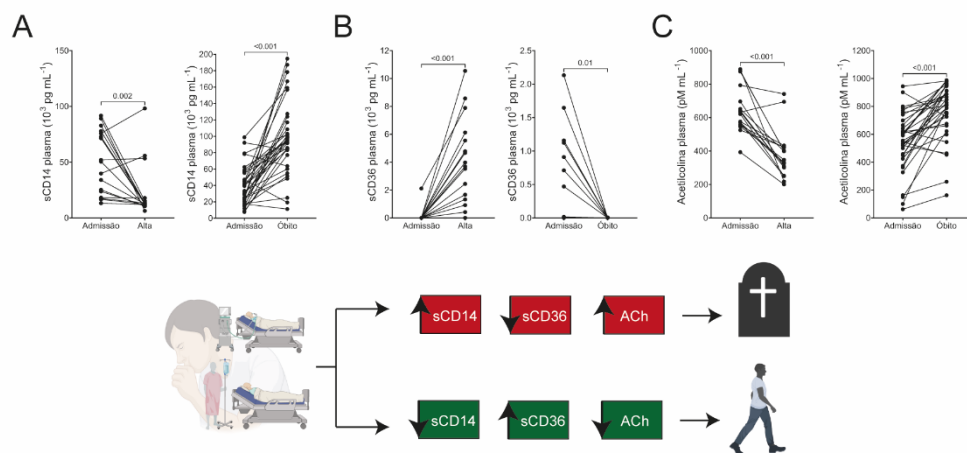 A
sCD14 plasma (10³ pg mL⁻¹)
150
100
50
0
0.002
Admissão Alta
sCD14 plasma (10³ pg mL⁻¹)
200
180
160
140
120
100
80
60
40
20
0
<0.001
Admissão Óbito
B
sCD36 plasma (10³ pg mL⁻¹)
12
10
8
6
4
2
0
<0.001
Admissão Alta
sCD36 plasma (10³ pg mL⁻¹)
2.5
2.0
1.5
1.0
0.5
0.0
0.01
Admissão Óbito
C
Acetilcolina plasma (pM mL⁻¹)
1000
800
600
400
200
0
<0.001
Admissão Alta
Acetilcolina plasma (pM mL⁻¹)
1200
1000
800
600
400
200
0
<0.001
Admissão Óbito
sCD14 sCD36 ACh
sCD14 sCD36 ACh